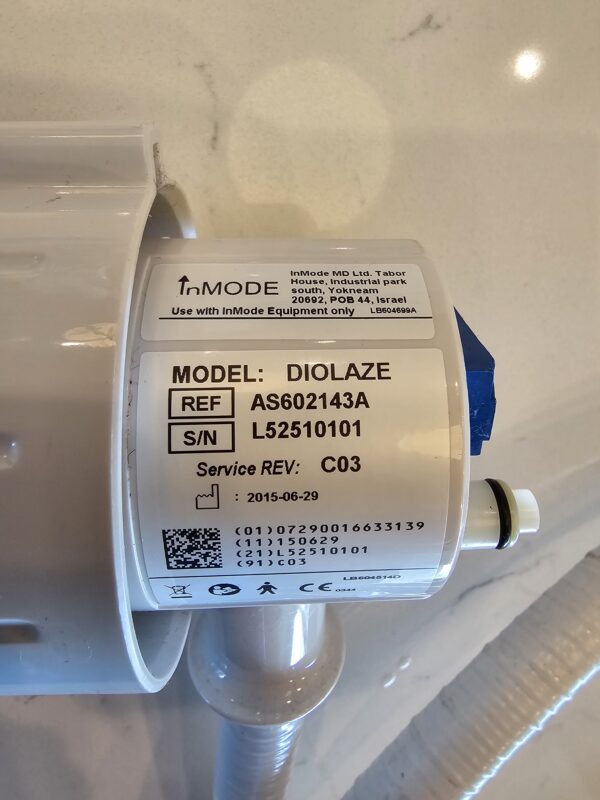 InMODE
InMode MD Ltd. Tabor
House, Industrial park
south, Yokneam
20692, POB 44, Israel
Use with InMode Equipment only LB604699A
MODEL: DIOLAZE
REF AS602143A
S/N L52510101
Service REV: C03
: 2015-06-29
(01)07290016633139
(11)150629
(21)L52510101
(91)C03
LB604514D
CE 0344